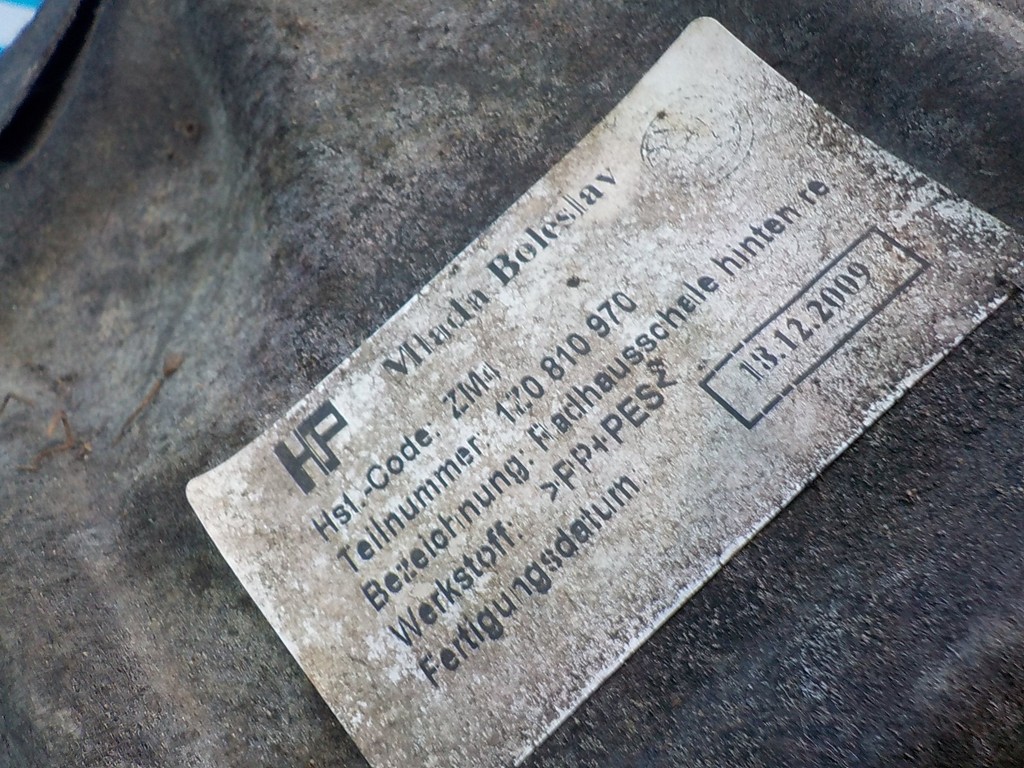 HP Mlada Boleslav
Hst.-Code: ZM4
Teilnummer: 1Z0 810 970
Bezeichnung: Radhausschale hinten re
Werkstoff: >PP+PES<
Fertigungsdatum 18.12.2009